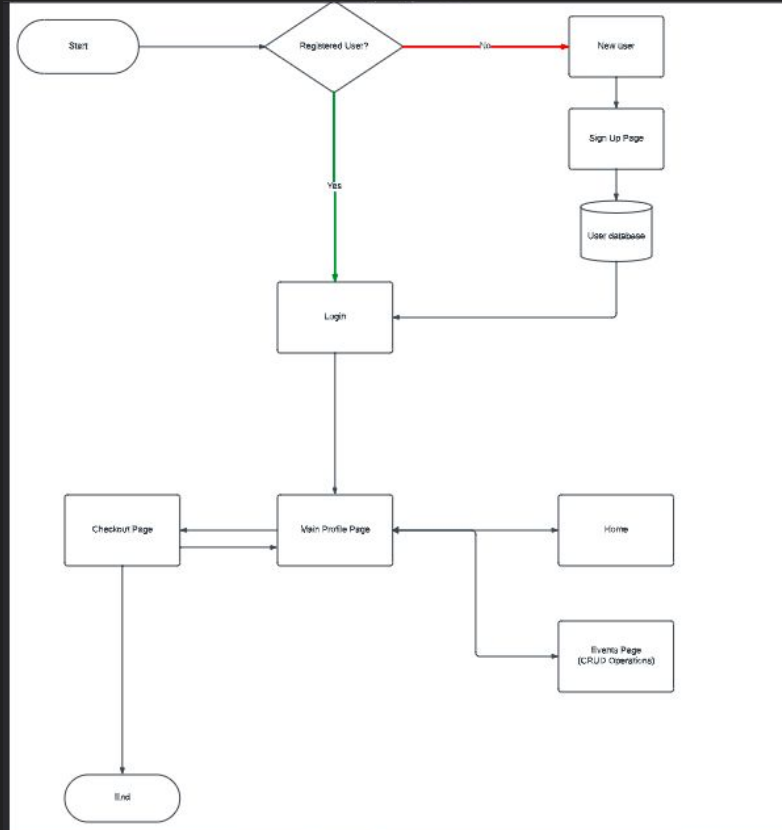 Start
Registered User?
No
New user
Sign Up Page
User database
Yes
Login
Checkout Page
Main Profile Page
Home
Events Page
(CRUD Operations)
End